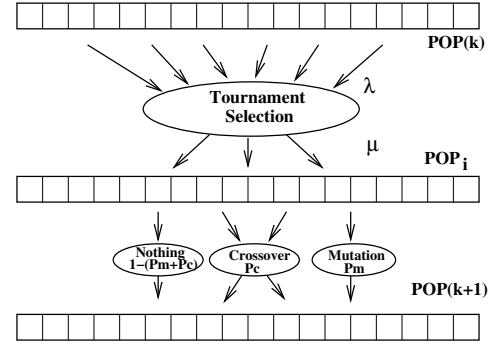 POP(k)
λ
Tournament
Selection
μ
POP i
Nothing
1-(Pm+Pc)
Crossover
Pc
Mutation
Pm
POP(k+1)